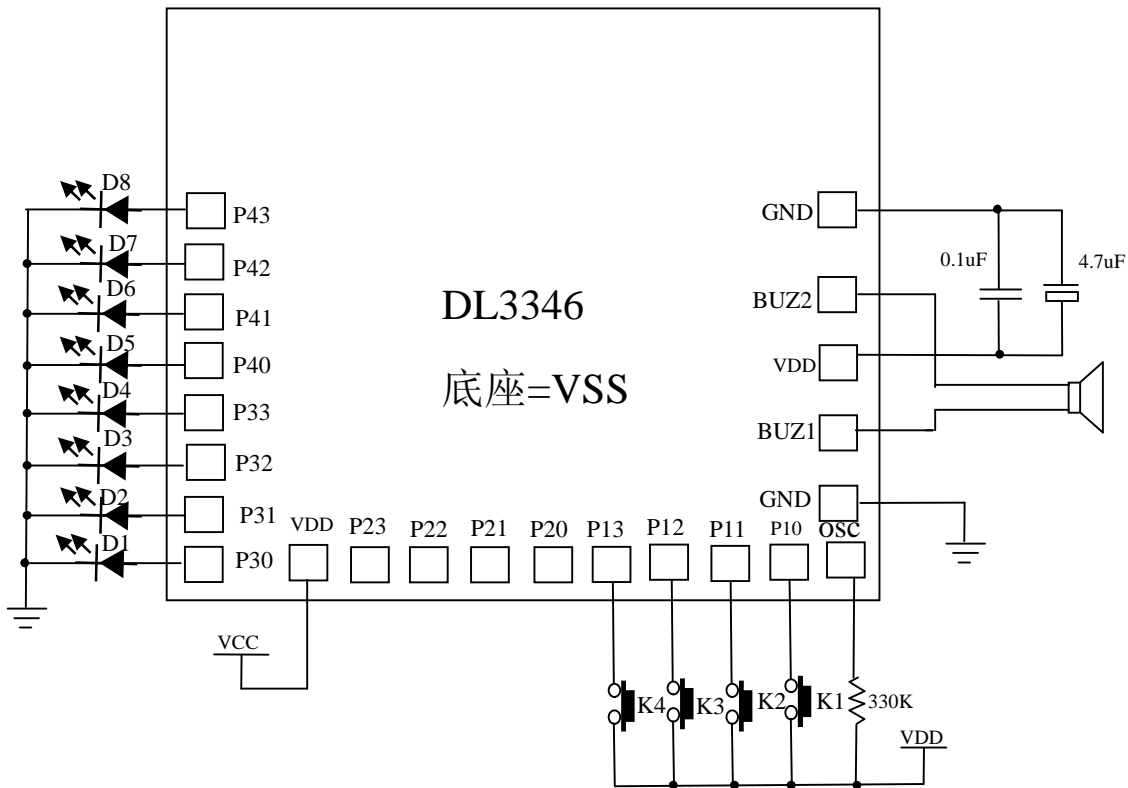 D8
P43
GND
D7
P42
0.1uF
4.7uF
D6
P41
DL3346
BUZ2
D5
P40
VDD
D4
P33
底座=VSS
BUZ1
D3
P32
D2
P31
GND
D1
P30
VDD
P23
P22
P21
P20
P13
P12
P11
P10
OSC
VCC
K4
K3
K2
K1
330K
VDD